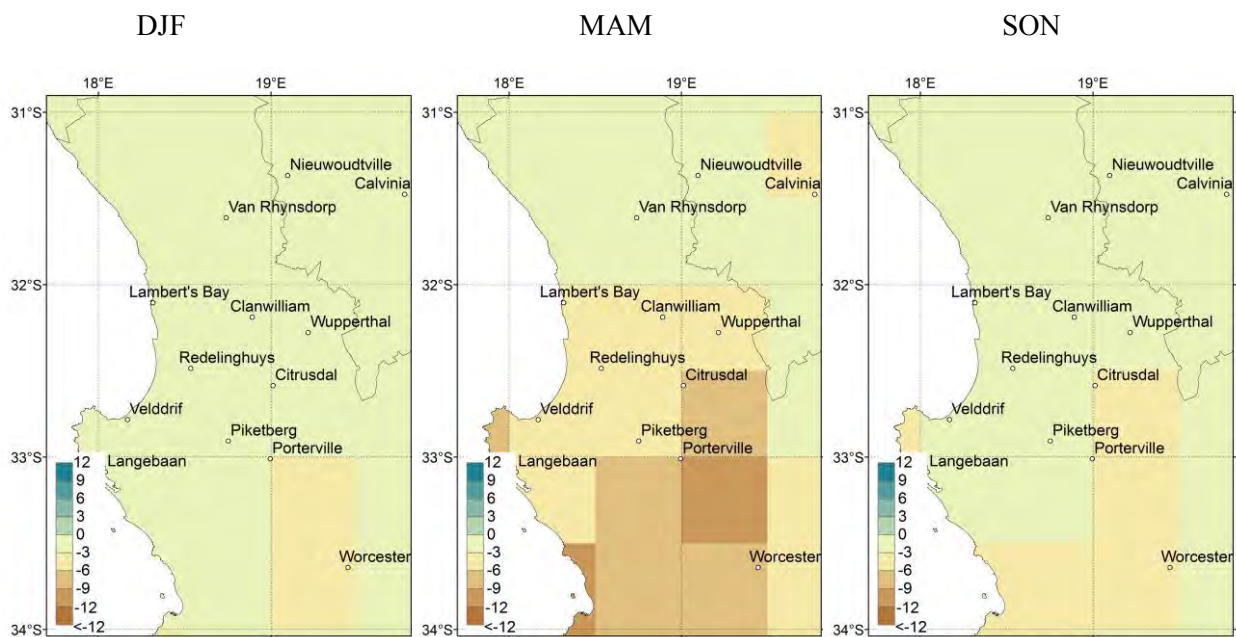 DJF MAM SON
18°E 19°E
31°S
Nieuwoudtville
Calvinia
Van Rhynsdorp
32°S
Lambert's Bay
Clanwilliam
Wupperthal
Redelinghuys
Citrusdal
Velddrif
Piketberg
Porterville
33°S
Langebaan
12
9
6
3
0
-3
-6
-9
-12
<-12
Worcester
34°S
18°E 19°E
Nieuwoudtville
Calvinia
Van Rhynsdorp
32°S
Lambert's Bay
Clanwilliam
Wupperthal
Redelinghuys
Citrusdal
Velddrif
Piketberg
Porterville
33°S
Langebaan
12
9
6
3
0
-3
-6
-9
-12
<-12
Worcester
34°S
18°E 19°E
31°S
Nieuwoudtville
Calvinia
Van Rhynsdorp
32°S
Lambert's Bay
Clanwilliam
Wupperthal
Redelinghuys
Citrusdal
Velddrif
Piketberg
Porterville
33°S
Langebaan
12
9
6
3
0
-3
-6
-9
-12
<-12
Worcester
34°S